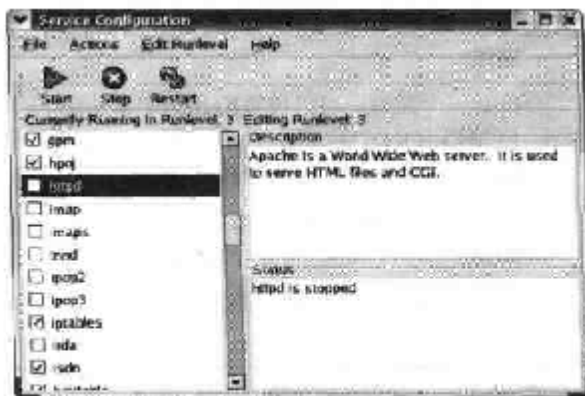 Service Configuration
File Actions Edit Runlevel Help
Start Stop Restart
Currently Running in Runlevel: 3 Editing Runlevel: 3
gpm
hpoj
httpd
imap
imaps
innd
ipop2
ipop3
iptables
irda
isdn
Description
Apache is a World Wide Web server. It is used
to serve HTML files and CGI.
Status
httpd is stopped